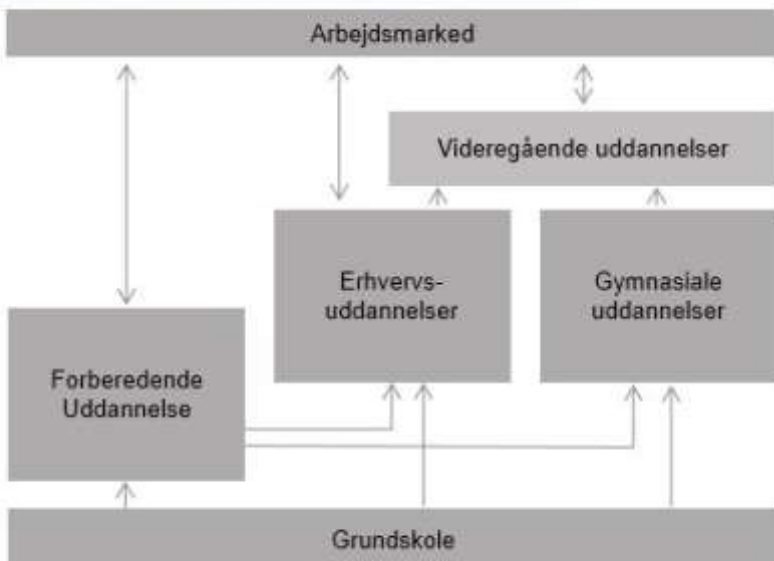 Arbejdsmarked
Videregående uddannelser
Erhvervs-
uddannelser
Gymnasiale
uddannelser
Forberedende
Uddannelse
Grundskole